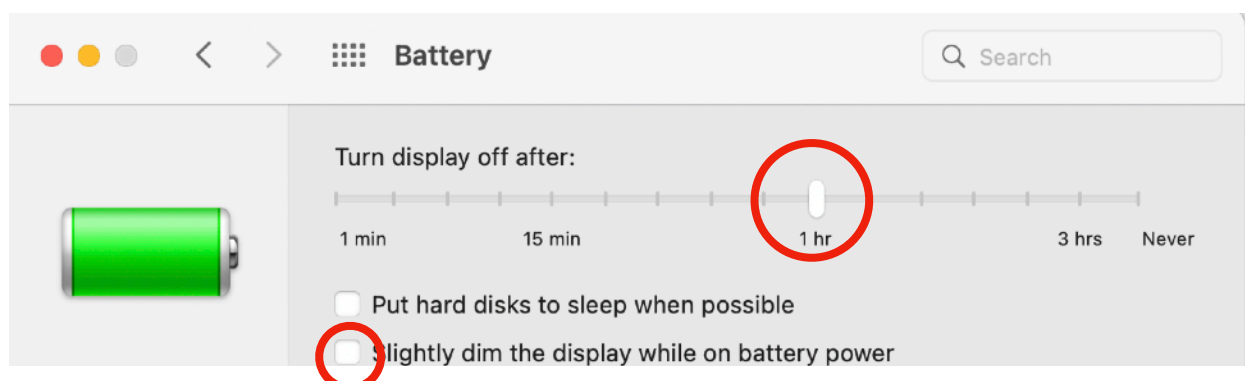 Battery
Search
Turn display off after:
1 min 15 min 1 hr 3 hrs Never
Put hard disks to sleep when possible
Slightly dim the display while on battery power